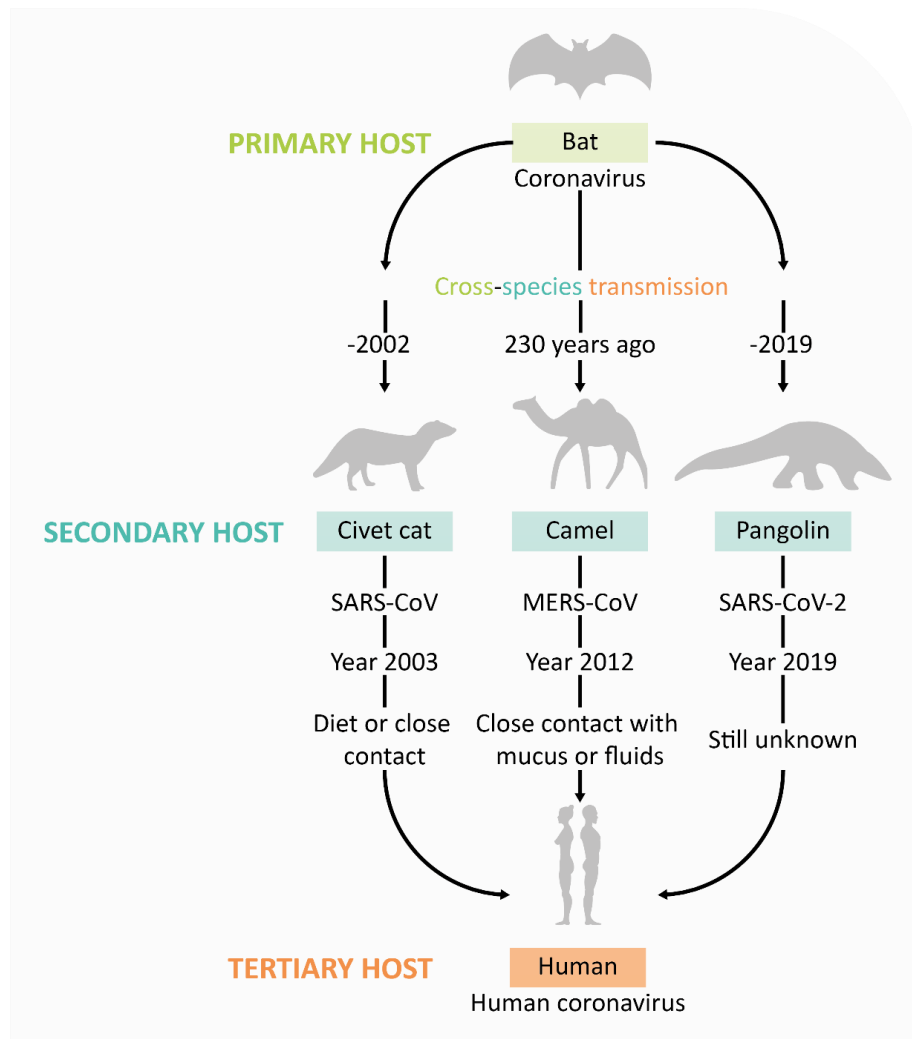 PRIMARY HOST
Bat
Coronavirus
Cross-species transmission
-2002
230 years ago
-2019
SECONDARY HOST
Civet cat
Camel
Pangolin
SARS-CoV
MERS-CoV
SARS-CoV-2
Year 2003
Year 2012
Year 2019
Diet or close
contact
Close contact with
mucus or fluids
Still unknown
TERTIARY HOST
Human
Human coronavirus